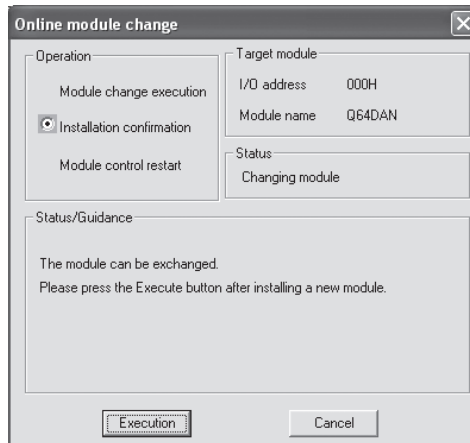 Online module change
Operation
Module change execution
Installation confirmation
Module control restart
Target module
I/O address 000H
Module name Q64DAN
Status
Changing module
Status/Guidance
The module can be exchanged.
Please press the Execute button after installing a new module.
Execution
Cancel